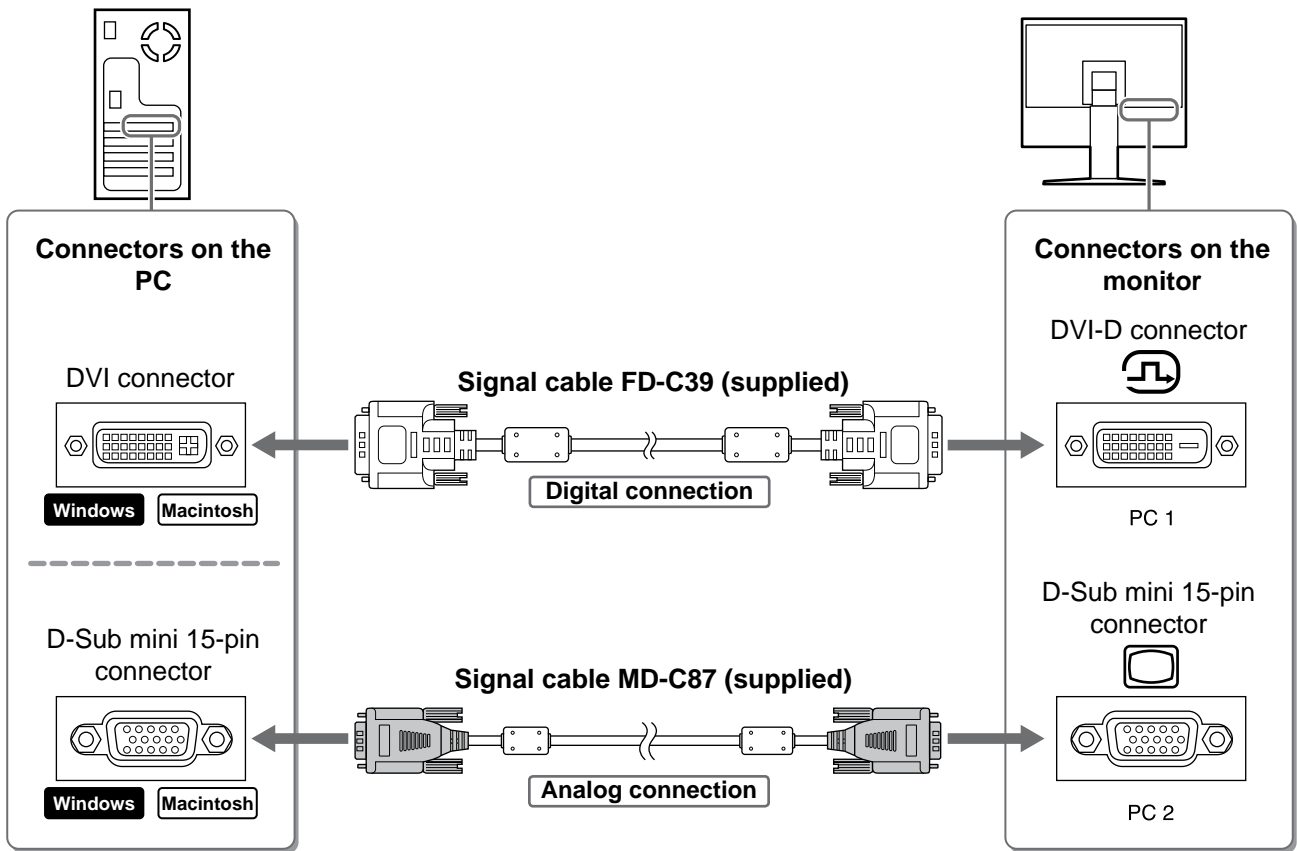 Connectors on the
PC
DVI connector
Windows Macintosh
D-Sub mini 15-pin
connector
Windows Macintosh
Signal cable FD-C39 (supplied)
Digital connection
Signal cable MD-C87 (supplied)
Analog connection
Connectors on the
monitor
DVI-D connector
PC 1
D-Sub mini 15-pin
connector
PC 2